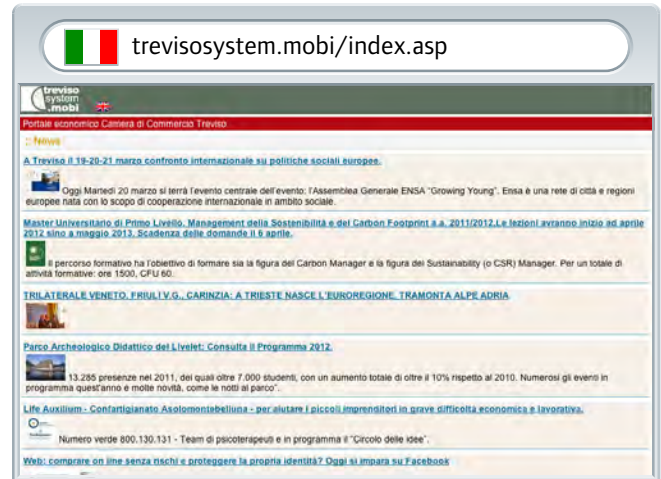 trevisosystem.mobi/index.asp
treviso
system
.mobi
Portale economico Camera di Commercio Treviso
:: News
A Treviso il 19-20-21 marzo confronto internazionale su politiche sociali europee.
Oggi Martedì 20 marzo si terrà l'evento centrale dell'evento: l'Assemblea Generale ENSA "Growing Young". Ensa è una rete di città e regioni
europee nata con lo scopo di cooperazione internazionale in ambito sociale.
Master Universitario di Primo Livello. Management della Sostenibilità e del Carbon Footprint a.a. 2011/2012.Le lezioni avranno inizio ad aprile
2012 sino a maggio 2013. Scadenza delle domande il 6 aprile.
Il percorso formativo ha l'obiettivo di formare sia la figura del Carbon Manager e la figura del Sustainability (o CSR) Manager. Per un totale di
attività formative: ore 1500, CFU 60.
TRILATERALE VENETO, FRIULI V.G., CARINZIA: A TRIESTE NASCE L'EUROREGIONE, TRAMONTA ALPE ADRIA
Parco Archeologico Didattico del Livelet: Consulta il Programma 2012.
13.285 presenze nel 2011, dei quali oltre 7.000 studenti, con un aumento totale di oltre il 10% rispetto al 2010. Numerosi gli eventi in
programma quest'anno e molte novità, come le notti al parco".
Life Auxilium - Confartigianato Asolomontebelluna - per aiutare i piccoli imprenditori in grave difficoltà economica e lavorativa.
Numero verde 800.130.131 - Team di psicoterapeuti e in programma il "Circolo delle idee".
Web: comprare on line senza rischi e proteggere la propria identità? Oggi si impara su Facebook